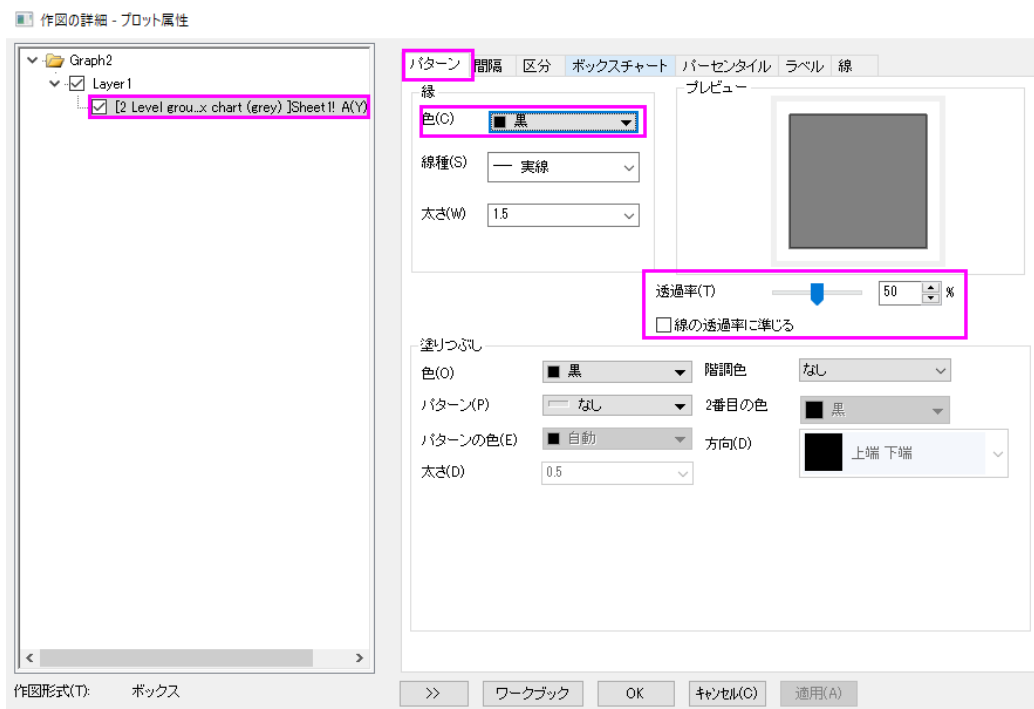 作図の詳細 - プロット属性
Graph2
Layer1
[2 Level grou...x chart (grey) ]Sheet1! A(Y)
パターン 間隔 区分 ボックスチャート パーセンタイル ラベル 線
縁
色(C) 黒
線種(S) 実線
太さ(W) 1.5
プレビュー
透過率(T) 50 %
線の透過率に準じる
塗りつぶし
色(O) 黒 階調色 なし
パターン(P) なし 2番目の色 黒
パターンの色(E) 自動 方向(D) 上端 下端
太さ(D) 0.5
作図形式(T): ボックス
>> ワークブック OK キャンセル(C) 適用(A)